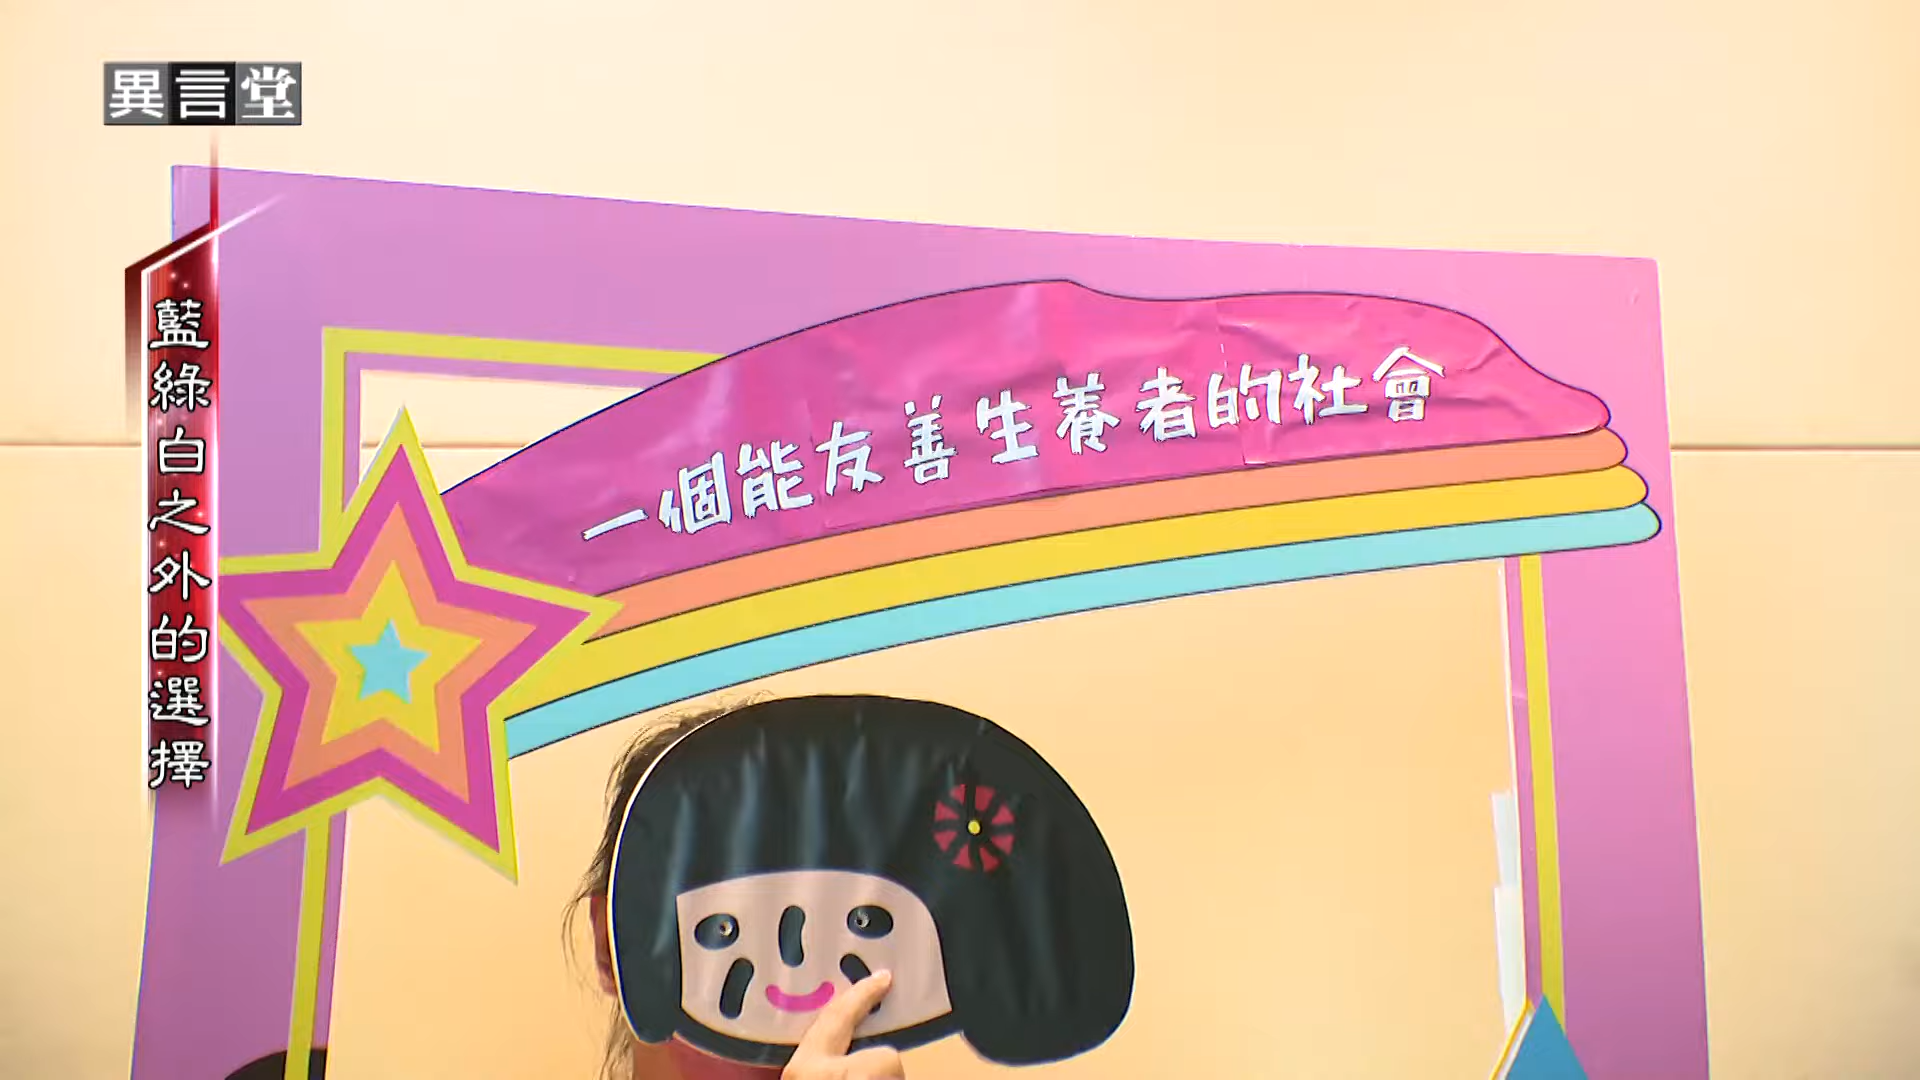 異言堂
藍綠白之外的選擇
一個能友善生養者的社會